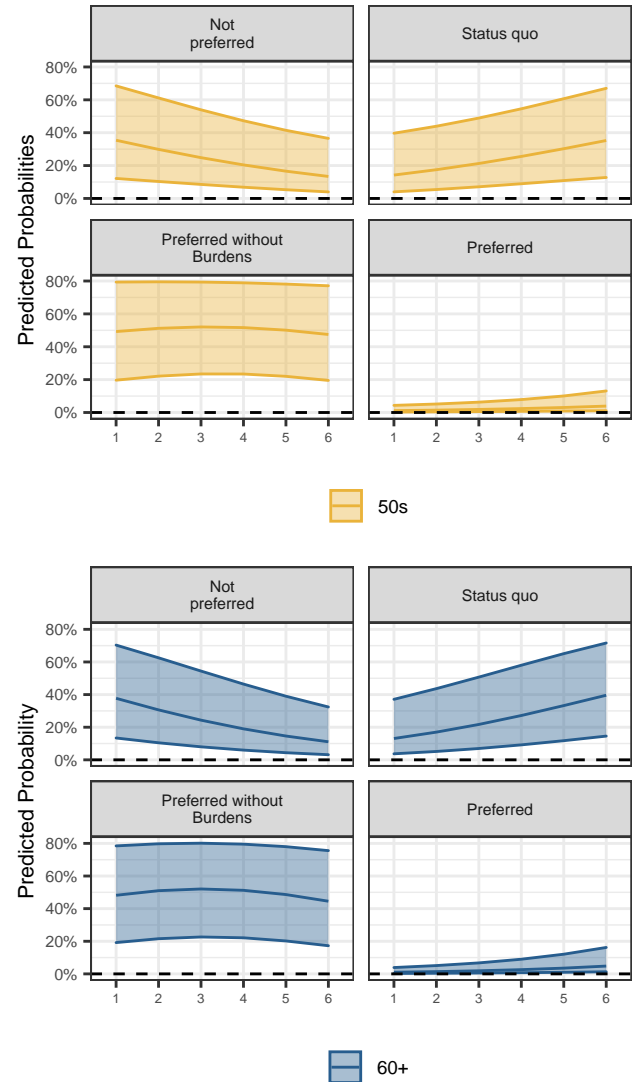 Not
preferred
Status quo
80%
60%
40%
20%
0%
Preferred without
Burdens
Preferred
80%
60%
40%
20%
0%
1 2 3 4 5 6
1 2 3 4 5 6
Predicted Probabilities
50s
Not
preferred
Status quo
80%
60%
40%
20%
0%
Preferred without
Burdens
Preferred
80%
60%
40%
20%
0%
1 2 3 4 5 6
1 2 3 4 5 6
Predicted Probability
60+